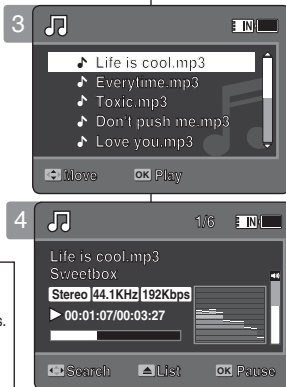 3
IN
Life is cool.mp3
Everytime.mp3
Toxic.mp3
Don't push me.mp3
Love you.mp3
Move OK Play
4
1/6 IN
Life is cool.mp3
Sweetbox
s.
Stereo 44.1KHz 192Kbps
00:01:07/00:03:27
Search List OK Pause